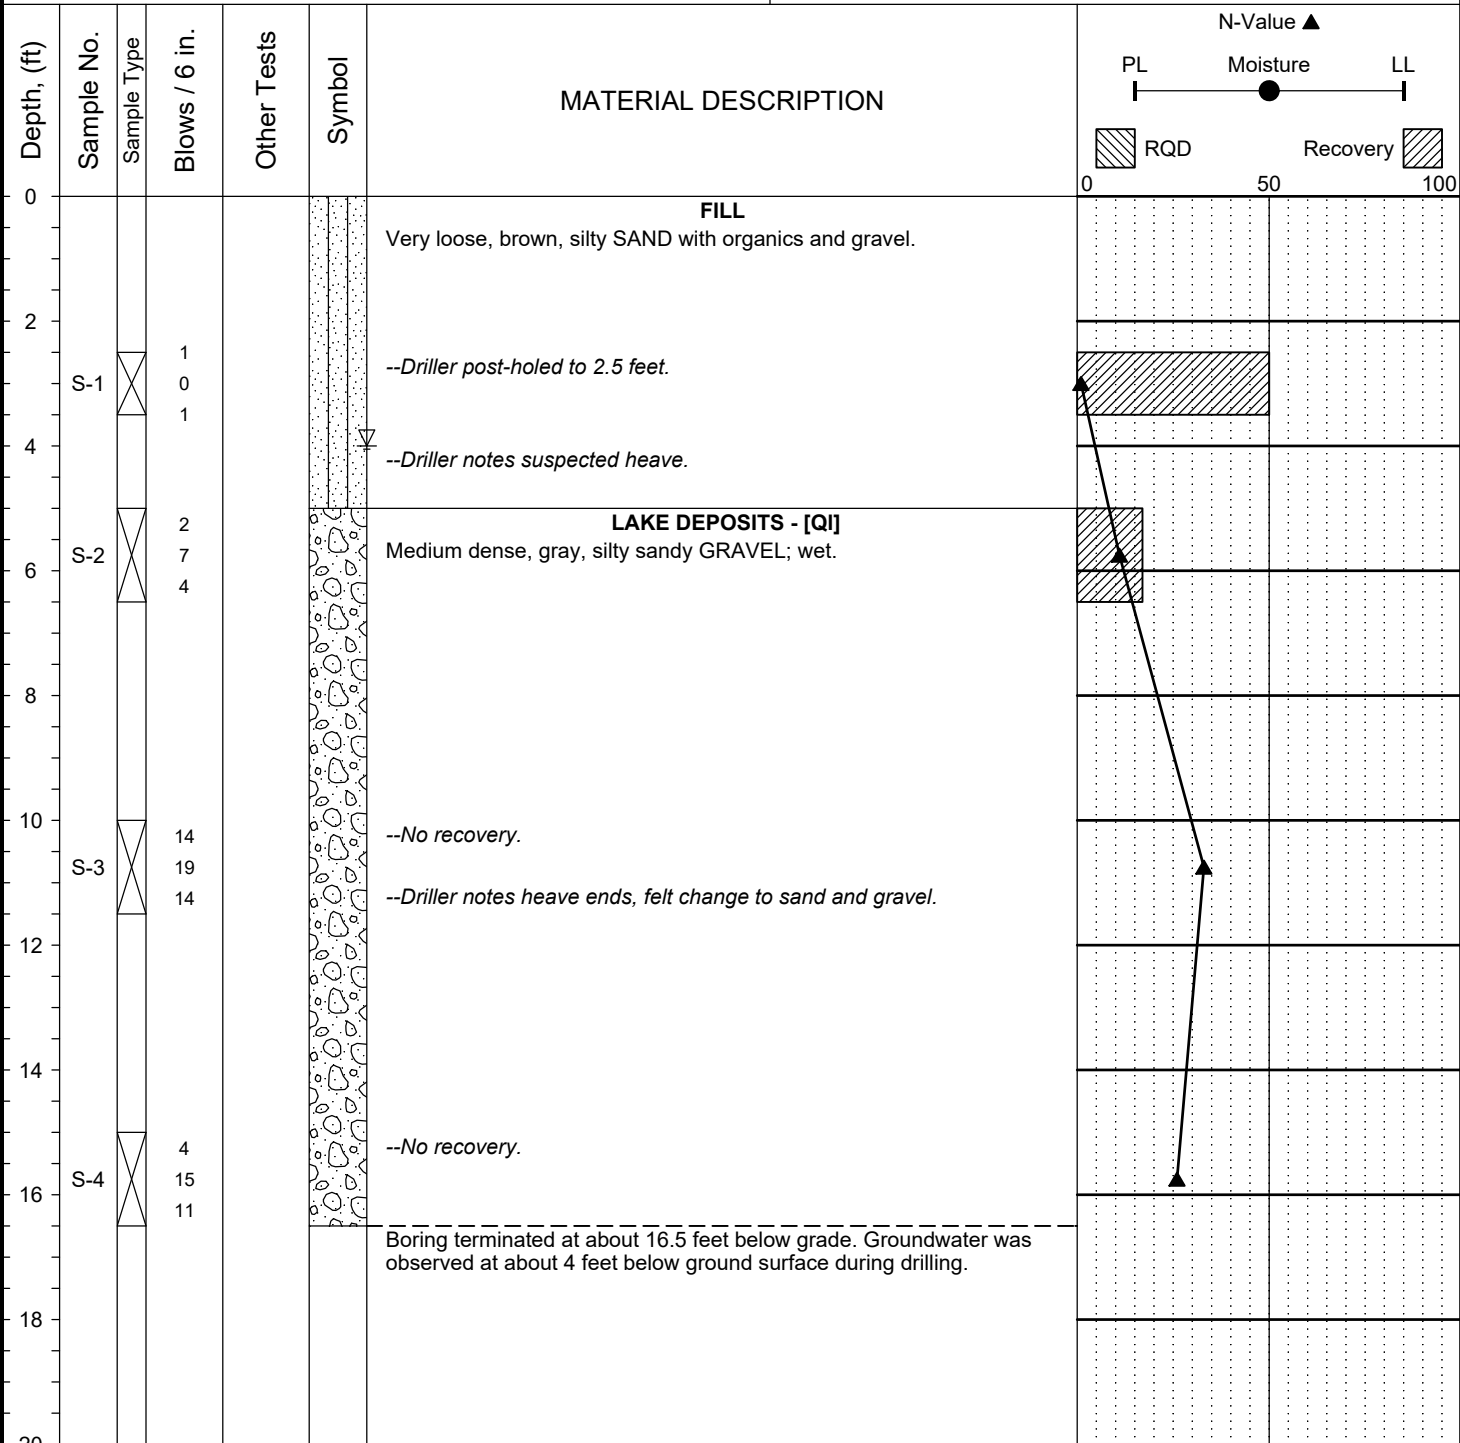 Depth, (ft)
Sample No.
Sample Type
Blows / 6 in.
Other Tests
Symbol
MATERIAL DESCRIPTION
N-Value ▲
PL Moisture LL
RQD Recovery
0 50 100
0
FILL
Very loose, brown, silty SAND with organics and gravel.
2
1
--Driller post-holed to 2.5 feet.
S-1 0
1
4
--Driller notes suspected heave.
LAKE DEPOSITS - [Ql]
2
Medium dense, gray, silty sandy GRAVEL; wet.
S-2 7
6
4
8
10
14 --No recovery.
S-3 19
14 --Driller notes heave ends, felt change to sand and gravel.
12
14
4 --No recovery.
S-4 15
16
11
Boring terminated at about 16.5 feet below grade. Groundwater was
observed at about 4 feet below ground surface during drilling.
18
20